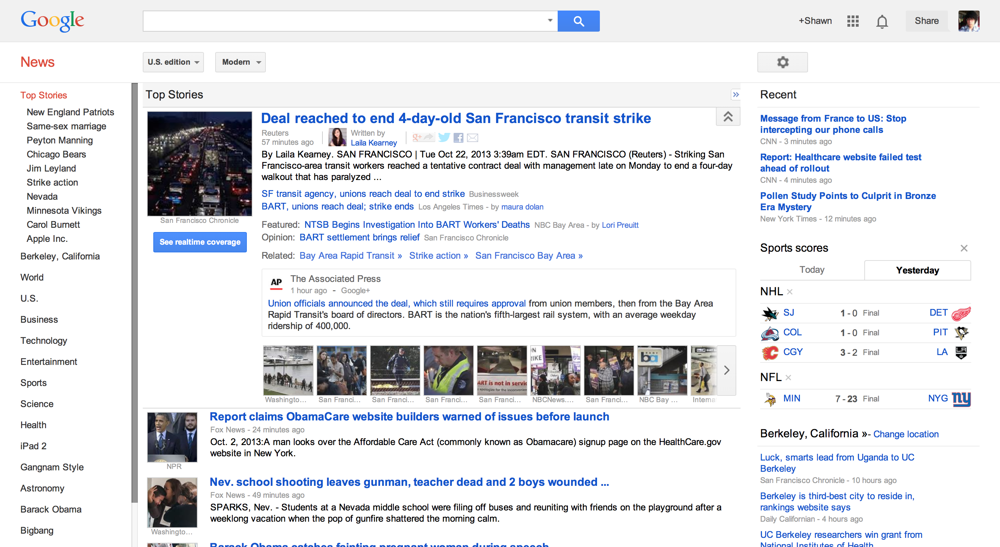 Google
+Shawn
Share
News
U.S. edition
Modern
Top Stories
New England Patriots
Same-sex marriage
Peyton Manning
Chicago Bears
Jim Leyland
Strike action
Nevada
Minnesota Vikings
Carol Burnett
Apple Inc.
Berkeley, California
World
U.S.
Business
Technology
Entertainment
Sports
Science
Health
iPad 2
Gangnam Style
Astronomy
Barack Obama
Bigbang
Top Stories
»
San Francisco Chronicle
See realtime coverage
Deal reached to end 4-day-old San Francisco transit strike
Reuters
57 minutes ago
Written by
Laila Kearney
g+
By Laila Kearney. SAN FRANCISCO | Tue Oct 22, 2013 3:39am EDT. SAN FRANCISCO (Reuters) - Striking San
Francisco-area transit workers reached a tentative contract deal with management late on Monday to end a four-day
walkout that has paralyzed ...
SF transit agency, unions reach deal to end strike Businessweek
BART, unions reach deal; strike ends Los Angeles Times - by maura dolan
Featured: NTSB Begins Investigation Into BART Workers' Deaths NBC Bay Area - by Lori Preuitt
Opinion: BART settlement brings relief San Francisco Chronicle
Related: Bay Area Rapid Transit » Strike action » San Francisco Bay Area »
AP
The Associated Press
1 hour ago - Google+
Union officials announced the deal, which still requires approval from union members, then from the Bay Area
Rapid Transit's board of directors. BART is the nation's fifth-largest rail system, with an average weekday
ridership of 400,000.
ART is not in servic
apologize for the inconvenien
BART
ba
Washingto... San Franci... San Franci... San Franci... San Franci... NBCNews.... San Franci... NBC Bay ... Interna
NPR
Report claims ObamaCare website builders warned of issues before launch
Fox News - 24 minutes ago
Oct. 2, 2013:A man looks over the Affordable Care Act (commonly known as Obamacare) signup page on the HealthCare.gov
website in New York.
Washingto...
Nev. school shooting leaves gunman, teacher dead and 2 boys wounded ...
Fox News - 49 minutes ago
SPARKS, Nev. - Students at a Nevada middle school were filing off buses and reuniting with friends on the playground after a
weeklong vacation when the pop of gunfire shattered the morning calm.
Barack Obama catches fainting pregnant woman during speech
Recent
Message from France to US: Stop
intercepting our phone calls
CNN - 3 minutes ago
Report: Healthcare website failed test
ahead of rollout
CNN - 4 minutes ago
Pollen Study Points to Culprit in Bronze
Era Mystery
New York Times - 12 minutes ago
Sports scores
Today Yesterday
NHL
SJ 1 - 0 Final DET
COL 1 - 0 Final PIT
CGY 3 - 2 Final LA
NFL
MIN 7 - 23 Final NYG ny
Berkeley, California »- Change location
Luck, smarts lead from Uganda to UC
Berkeley
San Francisco Chronicle - 10 hours ago
Berkeley is third-best city to reside in,
rankings website says
Daily Californian - 4 hours ago
UC Berkeley researchers win grant from
National Institutes of Health